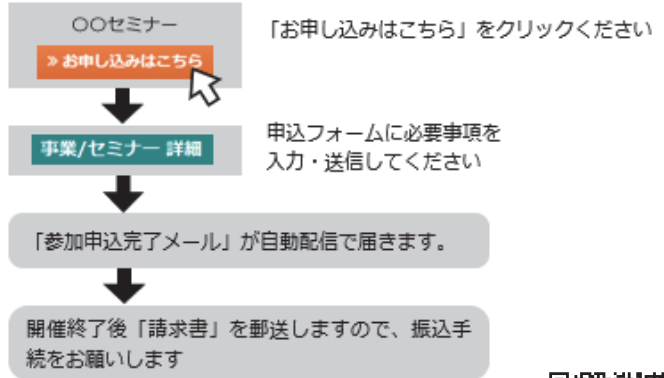 〇〇セミナー
「お申し込みはこちら」をクリックください
» お申し込みはこちら
事業/セミナー 詳細
申込フォームに必要事項を
入力・送信してください
「参加申込完了メール」が自動配信で届きます。
開催終了後「請求書」を郵送しますので、振込手
続をお願いします